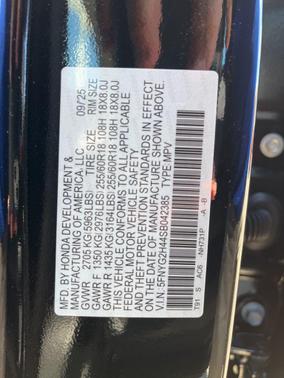 MFD. BY HONDA DEVELOPMENT &
MANUFACTURING OF AMERICA, LLC 09/25
GVWR 2705 KG(5963LBS) TIRE SIZE RIM SIZE
GAWR F 1350 KG(2976LBS) 255/60R18 108H 18X8.0J
GAWR R 1435 KG(3164LBS) 255/60R18 108H 18X8.0J
THIS VEHICLE CONFORMS TO ALL APPLICABLE
FEDERAL MOTOR VEHICLE SAFETY
AND THEFT PREVENTION STANDARDS IN EFFECT
ON THE DATE OF MANUFACTURE SHOWN ABOVE.
V.I.N.: 5FNYG2H44SB042385 TYPE: MPV
T91 S AC6 -NH731P -A -B